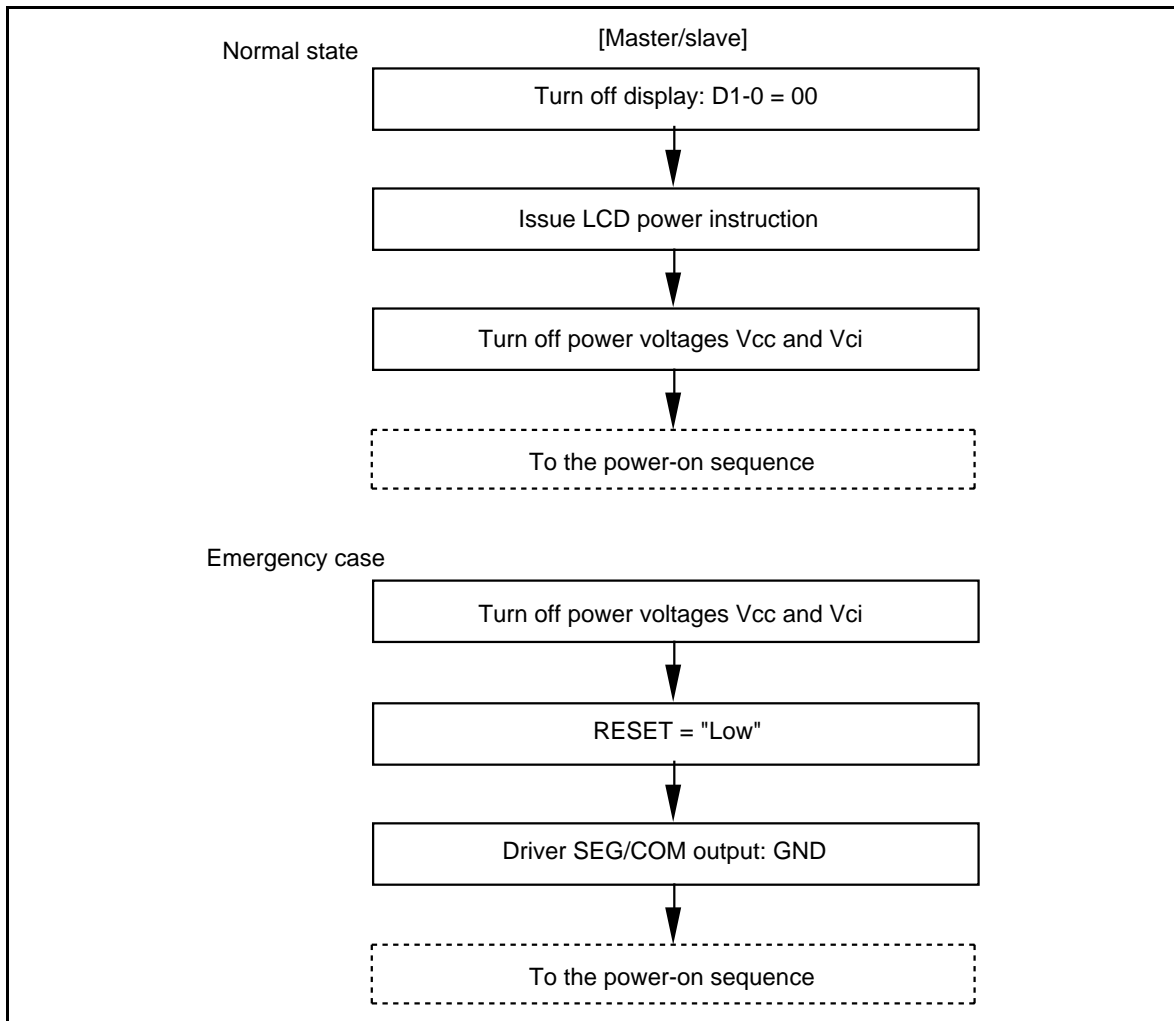 [Master/slave]
Normal state
Turn off display: D1-0 = 00
Issue LCD power instruction
Turn off power voltages Vcc and Vci
To the power-on sequence
Emergency case
Turn off power voltages Vcc and Vci
RESET = "Low"
Driver SEG/COM output: GND
To the power-on sequence